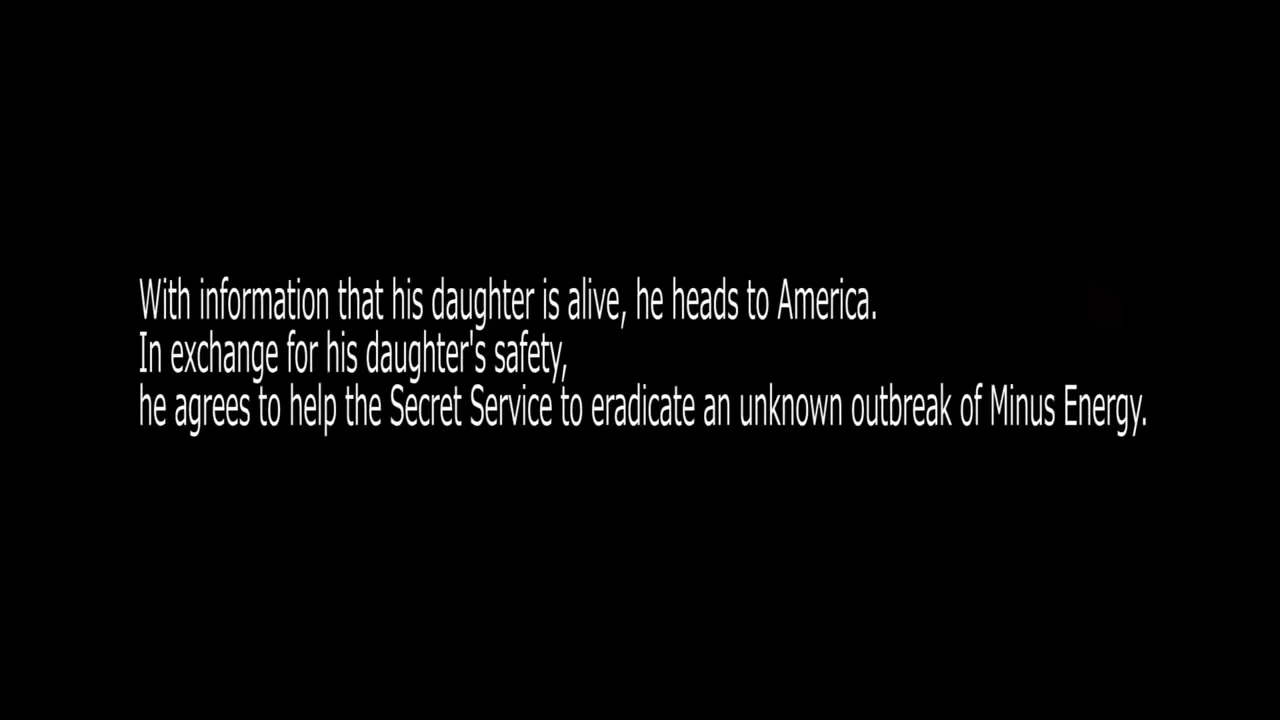 With information that his daughter is alive, he heads to America.
In exchange for his daughter's safety,
he agrees to help the Secret Service to eradicate an unknown outbreak of Minus Energy.